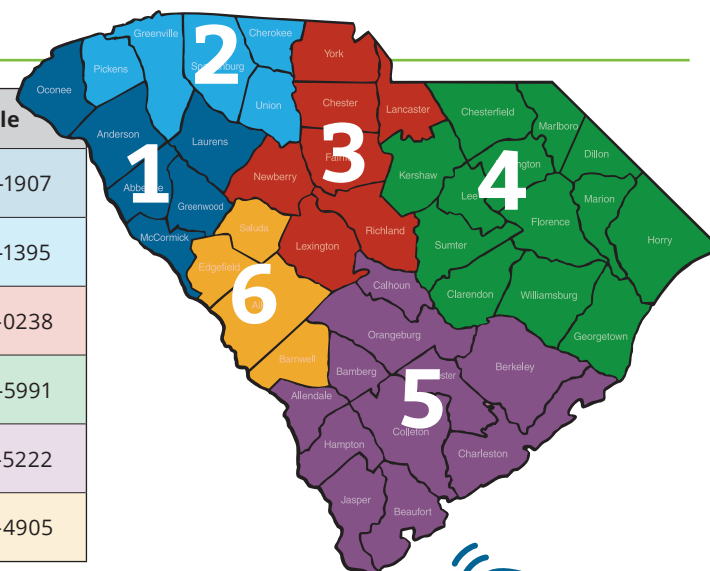 le
-1907
-1395
-0238
-5991
-5222
-4905
Greenville
Cherokee
2
York
Pickens
Oconee
Union
Chester
Lancaster
Chesterfield
Marlboro
Anderson
Laurens
3
Dillon
1
Newberry
Kershaw
4
Lee
Marion
Greenwood
McCormick
Saluda
Richland
Florence
Lexington
Sumter
Horry
Edgefield
6
Calhoun
Clarendon
Williamsburg
Orangeburg
Georgetown
Barnwell
Bamberg
Berkeley
Allendale
5
Colleton
Hampton
Charleston
Jasper
Beaufort